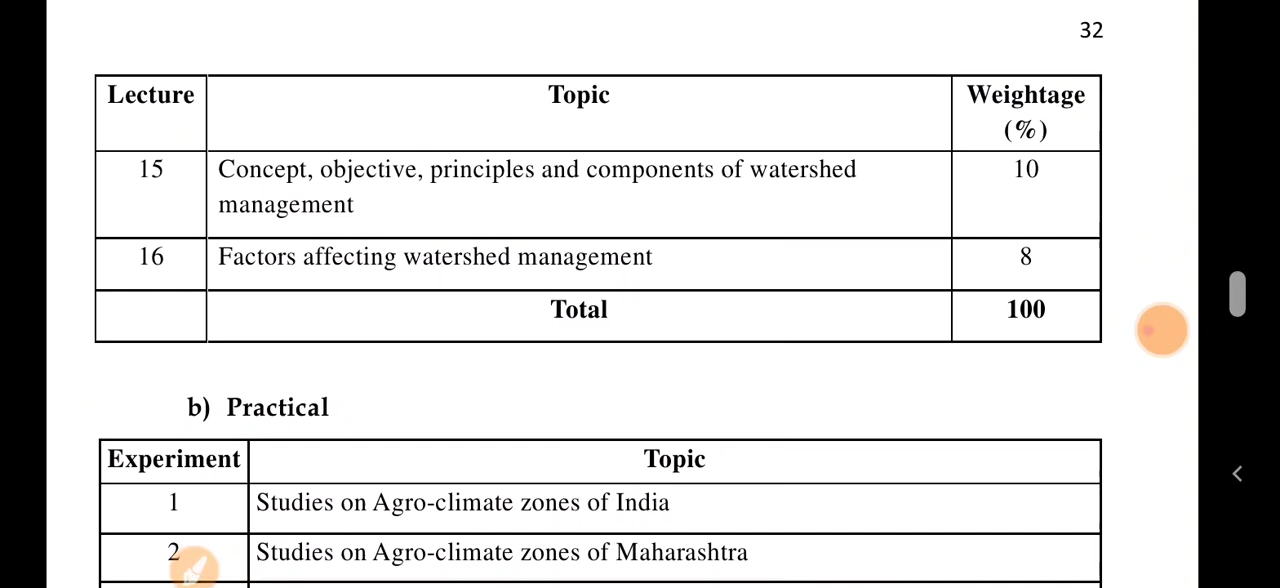 32
Lecture Topic Weightage
(%)
15 Concept, objective, principles and components of watershed 10
management
16 Factors affecting watershed management 8
Total 100
b) Practical
Experiment Topic
1 Studies on Agro-climate zones of India
2 Studies on Agro-climate zones of Maharashtra